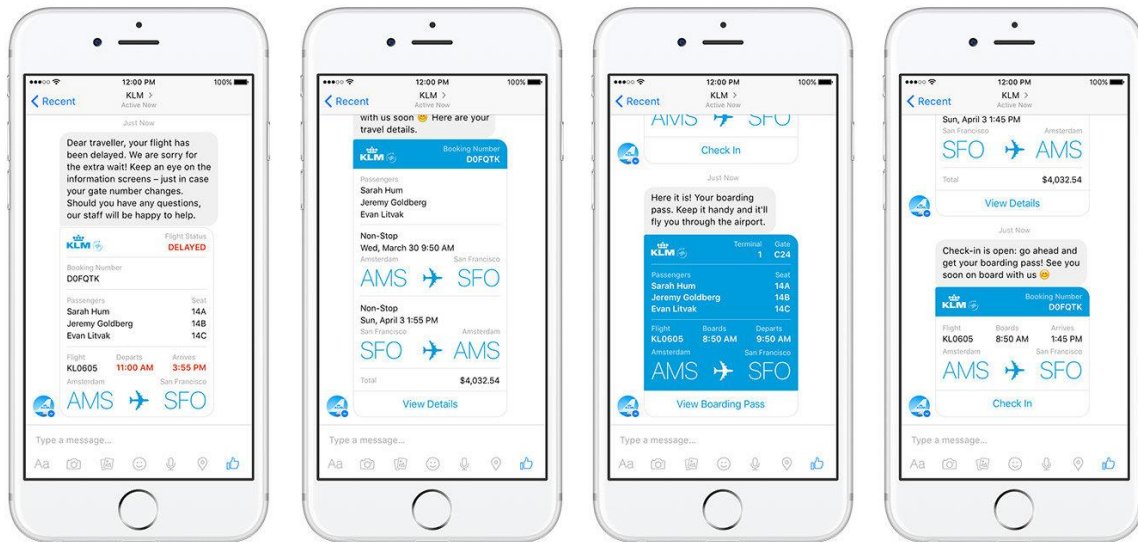 12:00 PM
100%
Recent
KLM >
Active Now
Just Now
Dear traveller, your flight has
been delayed. We are sorry for
the extra wait! Keep an eye on the
information screens – just in case
your gate number changes.
Should you have any questions,
our staff will be happy to help.
KLM
Flight Status
DELAYED
Booking Number
D0FQTK
Passengers Seat
Sarah Hum 14A
Jeremy Goldberg 14B
Evan Litvak 14C
Flight Departs Arrives
KL0605 11:00 AM 3:55 PM
Amsterdam San Francisco
AMS SFO
Type a message...
Aa
12:00 PM
100%
Recent
KLM >
Active Now
with us soon 😊 Here are your
travel details.
KLM
Booking Number
D0FQTK
Passengers
Sarah Hum
Jeremy Goldberg
Evan Litvak
Non-Stop
Wed, March 30 9:50 AM
Amsterdam San Francisco
AMS SFO
Non-Stop
Sun, April 3 1:55 PM
San Francisco Amsterdam
SFO AMS
Total $4,032.54
View Details
Type a message...
Aa
12:00 PM
100%
Recent
KLM >
Active Now
AMS SFO
Check In
Just Now
Here it is! Your boarding
pass. Keep it handy and it'll
fly you through the airport.
KLM
Terminal Gate
1 C24
Passengers Seat
Sarah Hum 14A
Jeremy Goldberg 14B
Evan Litvak 14C
Flight Boards Departs
KL0605 8:50 AM 9:50 AM
Amsterdam San Francisco
AMS SFO
View Boarding Pass
Type a message...
Aa
12:00 PM
100%
Recent
KLM >
Active Now
Sun, April 3 1:45 PM
San Francisco Amsterdam
SFO AMS
Total $4,032.54
View Details
Just Now
Check-in is open: go ahead and
get your boarding pass! See you
soon on board with us 😊
KLM
Booking Number
D0FQTK
Flight Boards Arrives
KL0605 8:50 AM 1:45 PM
Amsterdam San Francisco
AMS SFO
Check In
Type a message...
Aa